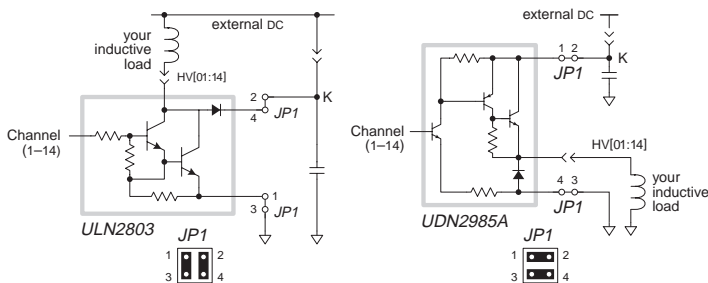 external DC
your
inductive
load
HV[01:14]
2
K
4
JP1
Channel
(1–14)
1
3
JP1
ULN2803
JP1
1 2
3 4
external DC
1 2
K
JP1
Channel
(1–14)
HV[01:14]
4 3
JP1
your
inductive
load
UDN2985A
JP1
1 2
3 4